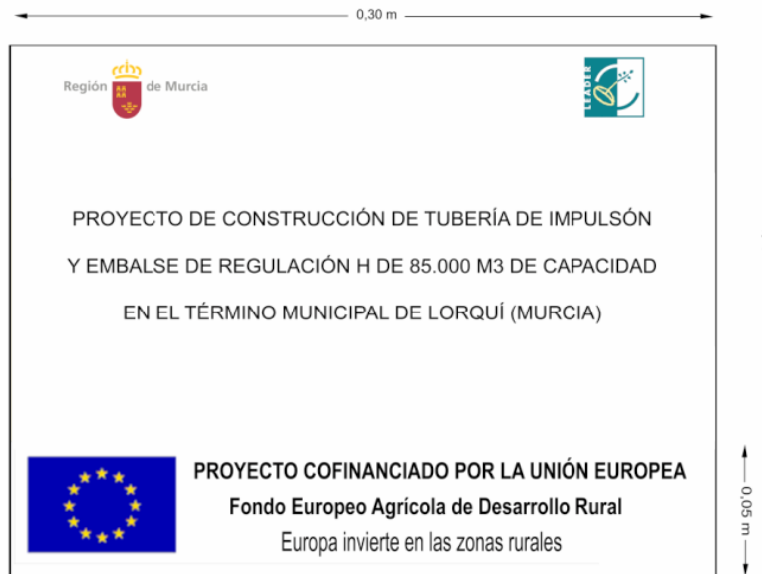 0,30 m
Región de Murcia
LEADER
PROYECTO DE CONSTRUCCIÓN DE TUBERÍA DE IMPULSÓN
Y EMBALSE DE REGULACIÓN H DE 85.000 M3 DE CAPACIDAD
EN EL TÉRMINO MUNICIPAL DE LORQUÍ (MURCIA)
PROYECTO COFINANCIADO POR LA UNIÓN EUROPEA
Fondo Europeo Agrícola de Desarrollo Rural
Europa invierte en las zonas rurales
0,05 m